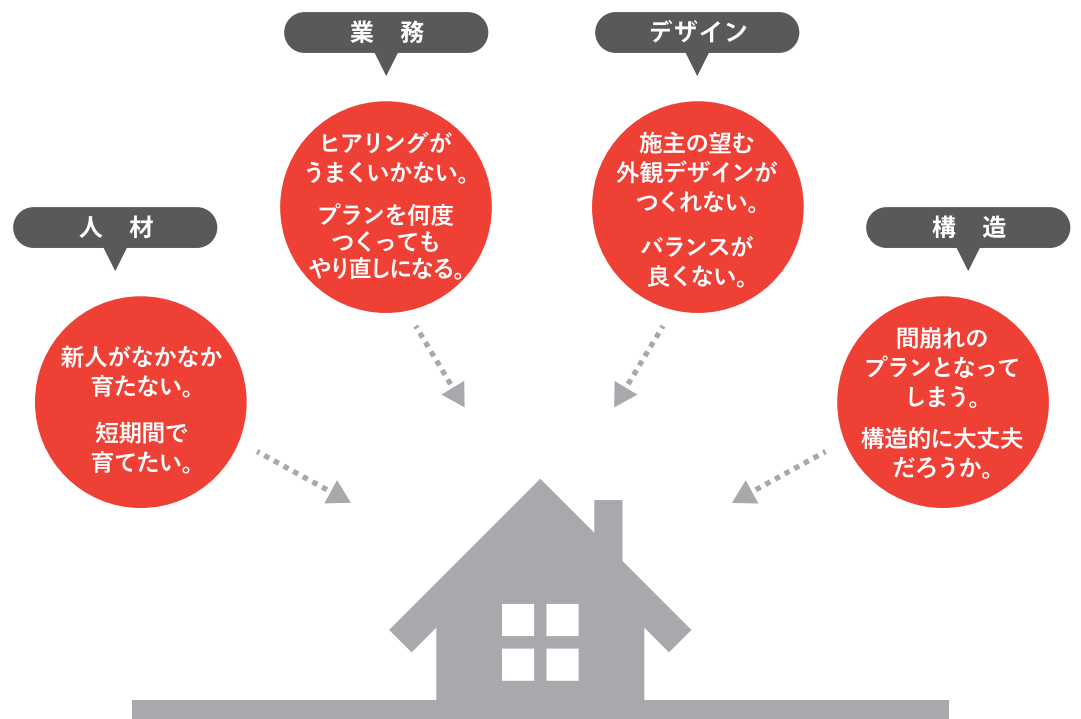 業　務
ヒアリングが
うまくいかない。
プランを何度
つくっても
やり直しになる。
デザイン
施主の望む
外観デザインが
つくれない。
バランスが
良くない。
人　材
新人がなかなか
育たない。
短期間で
育てたい。
構　造
間崩れの
プランとなって
しまう。
構造的に大丈夫
だろうか。